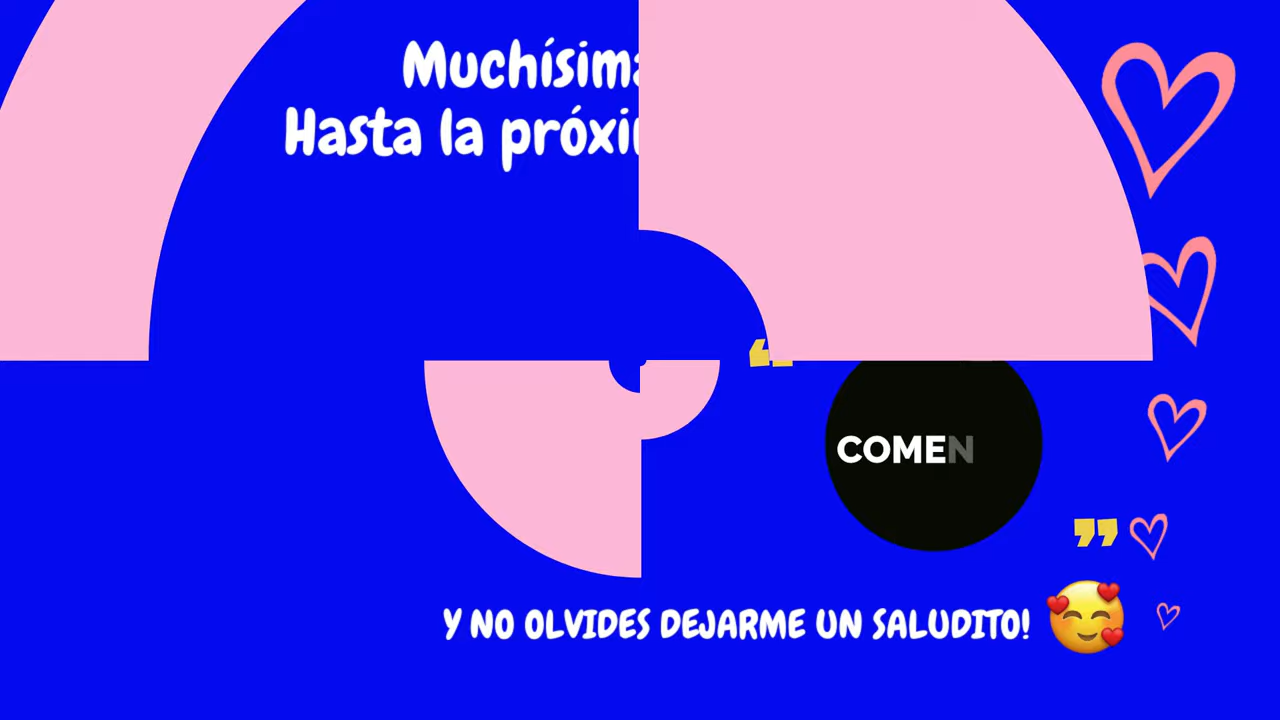 Muchísim
Hasta la próxi
“
COMEN
”
Y NO OLVIDES DEJARME UN SALUDITO!